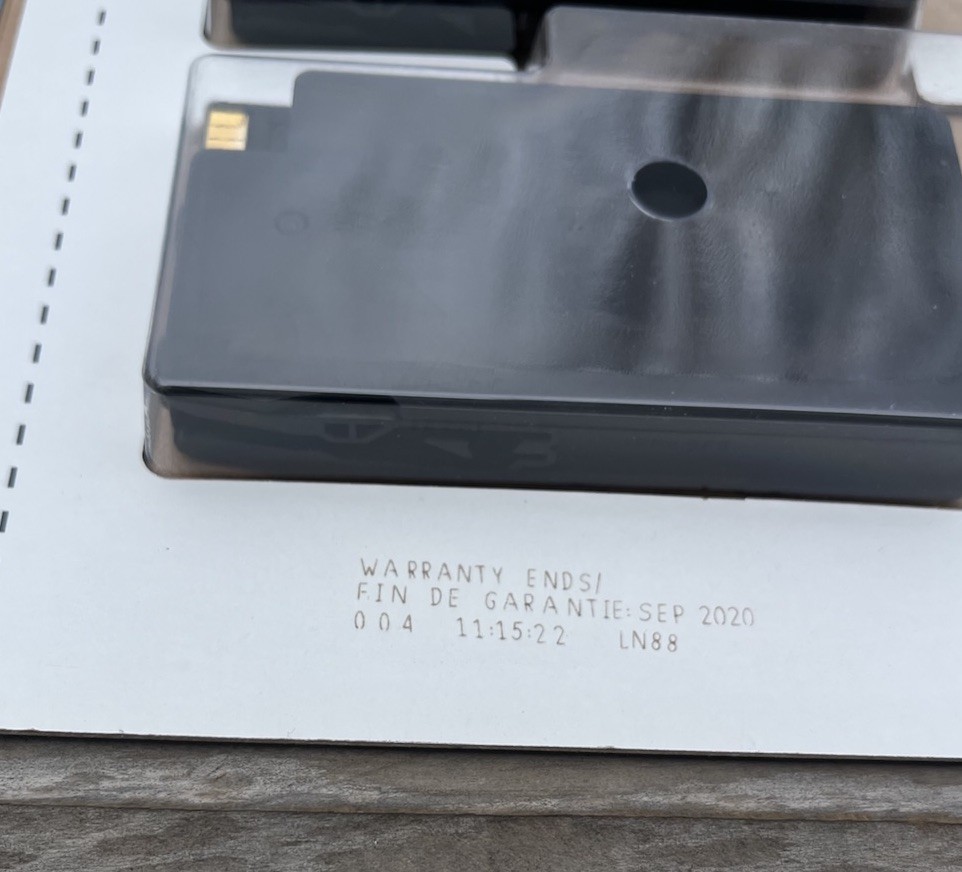 WARRANTY ENDS/
FIN DE GARANTIE: SEP 2020
004 11:15:22 LN88